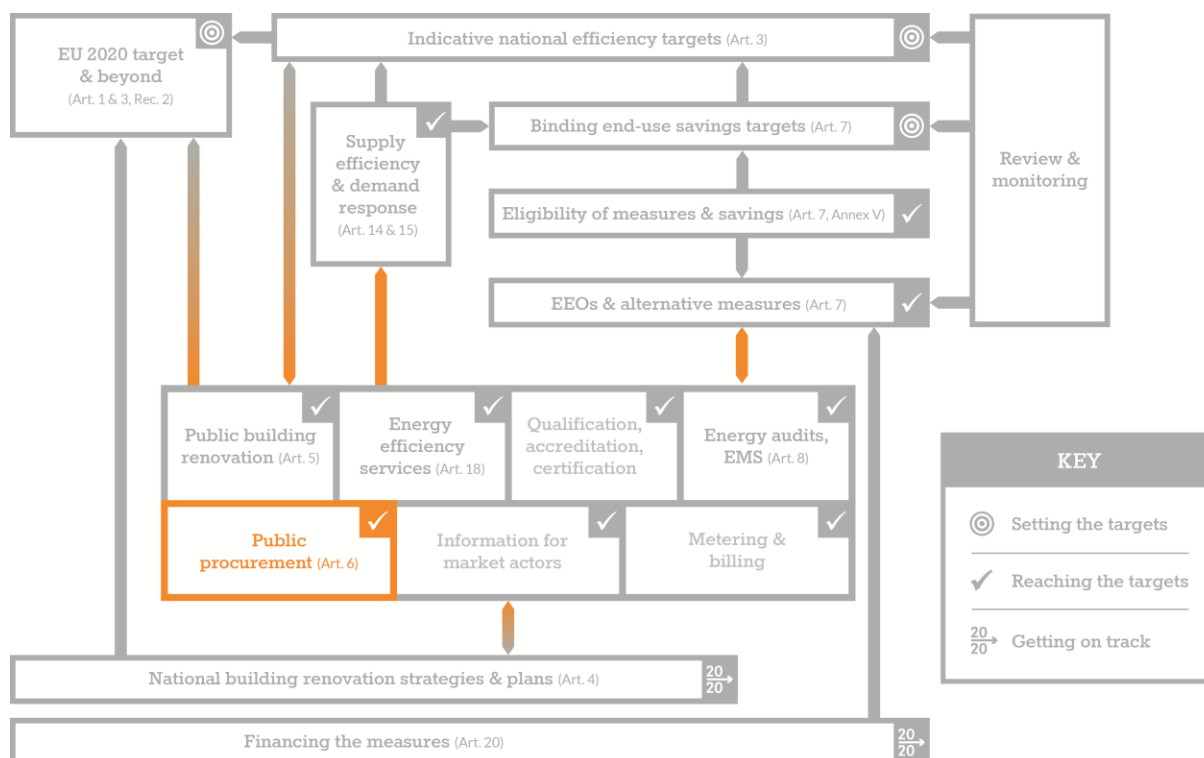 EU 2020 target
& beyond
(Art. 1 & 3, Rec. 2)
Indicative national efficiency targets (Art. 3)
Supply
efficiency
& demand
response
(Art. 14 & 15)
Binding end-use savings targets (Art. 7)
Eligibility of measures & savings (Art. 7, Annex V)
EEOs & alternative measures (Art. 7)
Review &
monitoring
Public building
renovation (Art. 5)
Energy
efficiency
services (Art. 18)
Qualification,
accreditation,
certification
Energy audits,
EMS (Art. 8)
Public
procurement (Art. 6)
Information for
market actors
Metering &
billing
National building renovation strategies & plans (Art. 4)
20
20
Financing the measures (Art. 20)
20
20
KEY
Setting the targets
Reaching the targets
20
20
Getting on track